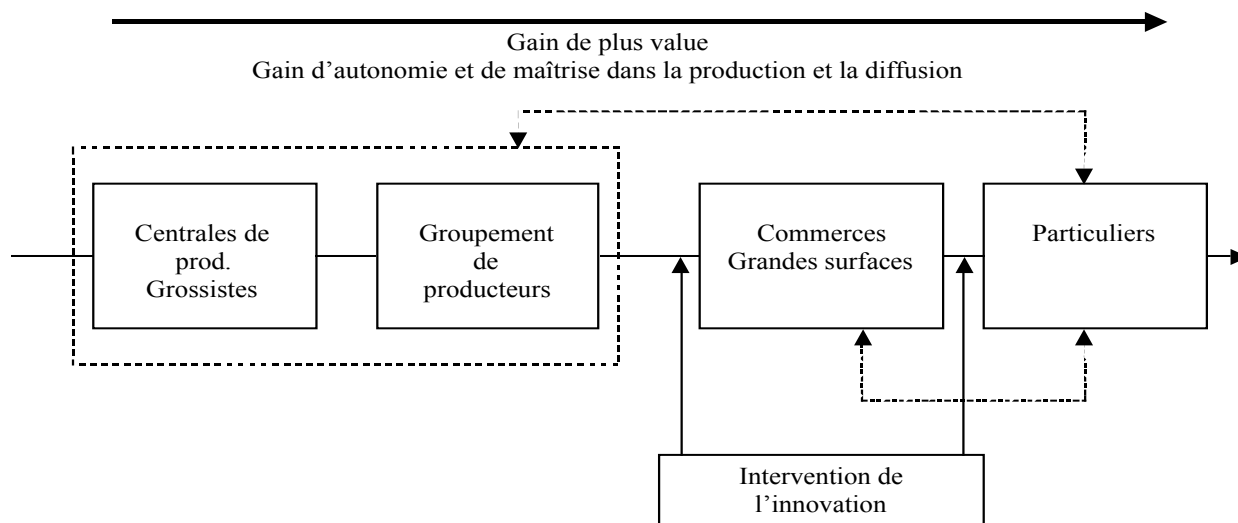 Gain de plus value
Gain d’autonomie et de maîtrise dans la production et la diffusion
Centrales de
prod.
Grossistes
Groupement
de
producteurs
Commerces
Grandes surfaces
Particuliers
Intervention de
l’innovation